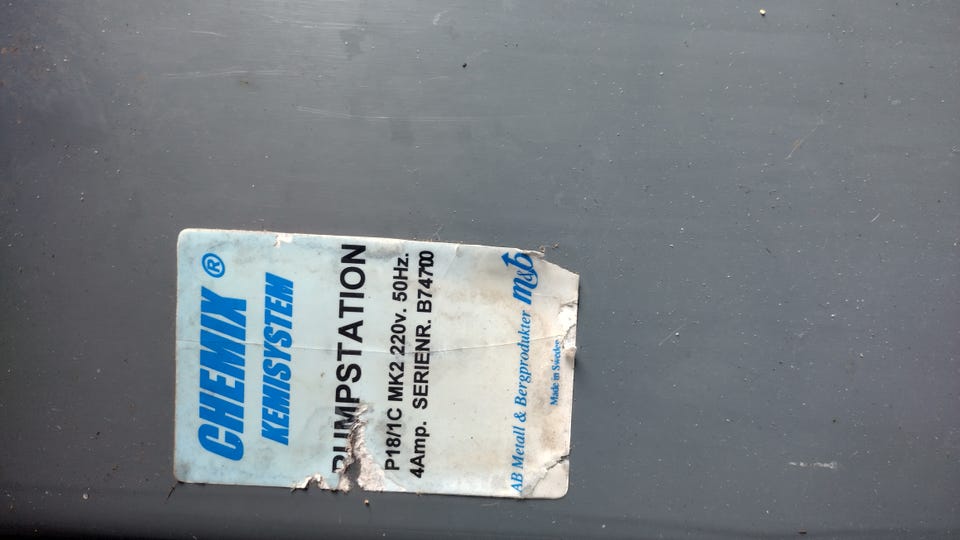 CHEMIX ®
KEMISYSTEM
PUMPSTATION
P18/1C MK2 220v. 50Hz.
4Amp. SERIENR. B74700
AB Metall & Bergprodukter m&b
Made in Sweden